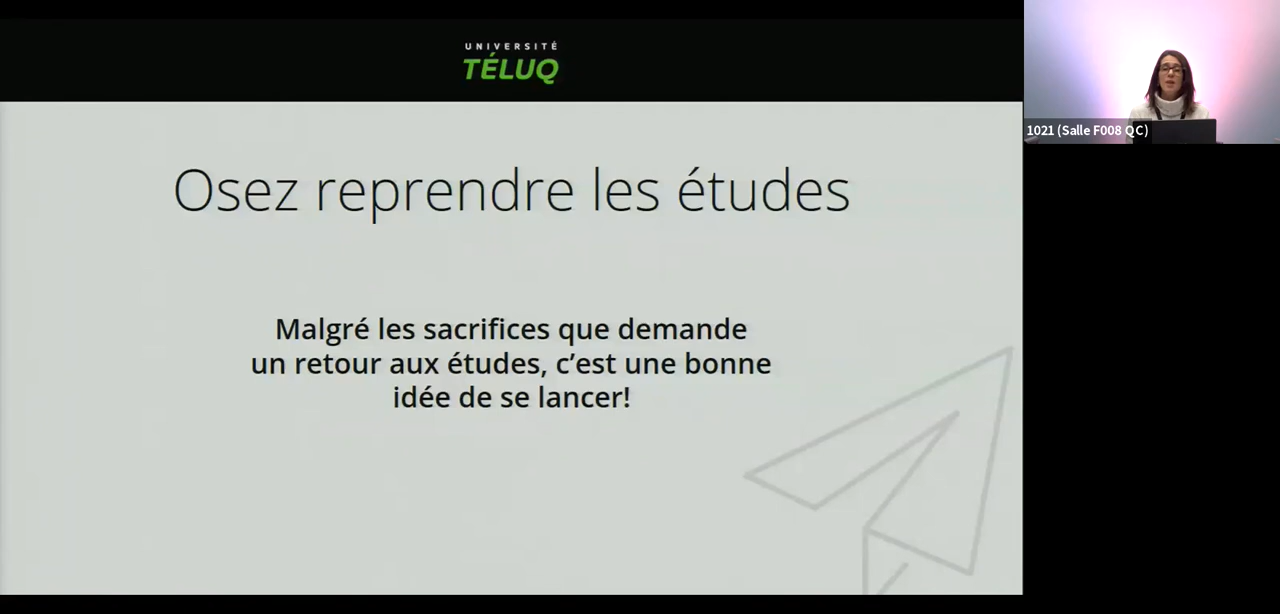 UNIVERSITÉ
TÉLUQ
Osez reprendre les études
Malgré les sacrifices que demande
un retour aux études, c’est une bonne
idée de se lancer!
1021 (Salle F008 QC)